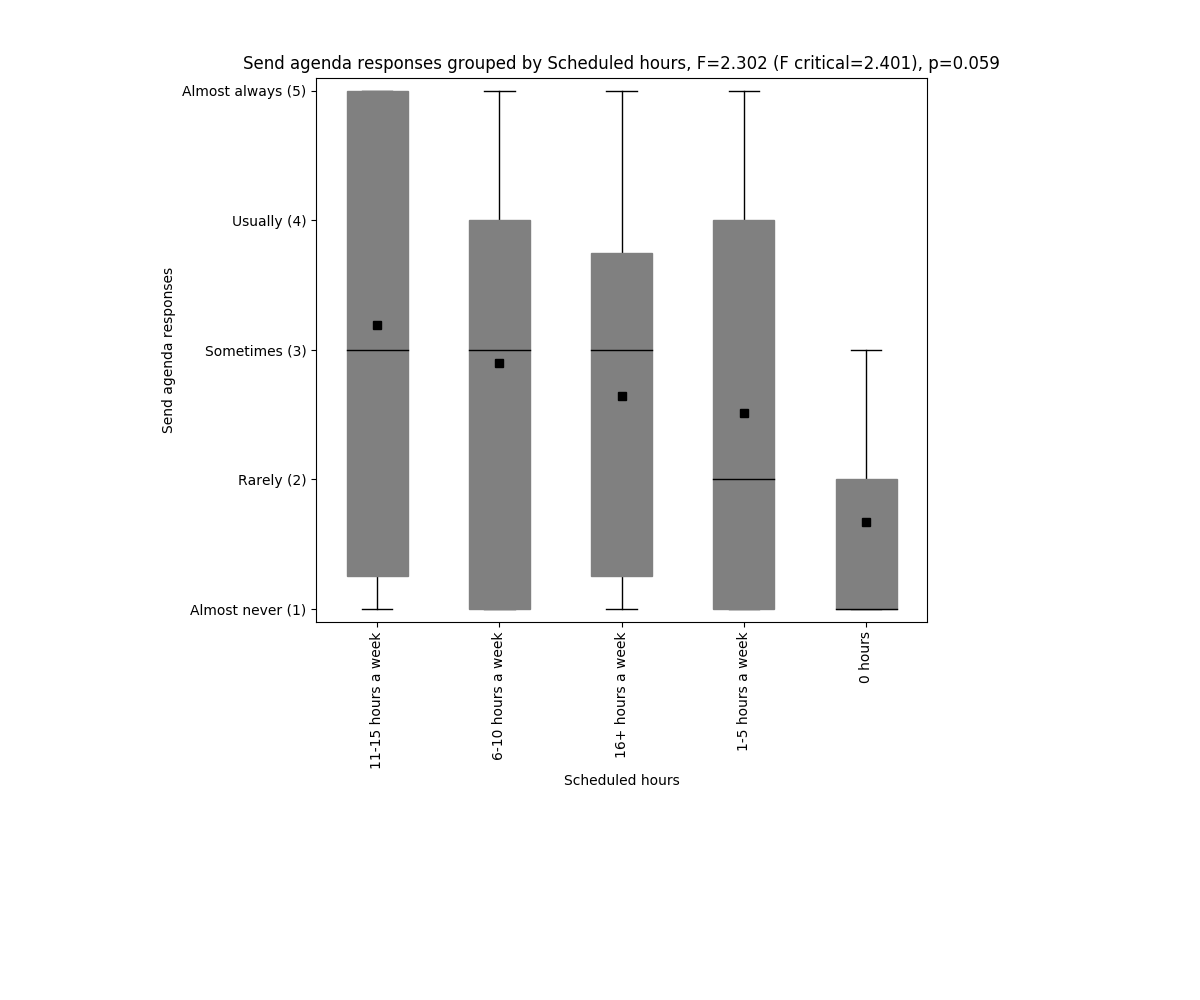 Send agenda responses grouped by Scheduled hours, F=2.302 (F critical=2.401), p=0.059
Almost always (5)
Usually (4)
Sometimes (3)
Rarely (2)
Almost never (1)
Send agenda responses
11-15 hours a week
6-10 hours a week
16+ hours a week
1-5 hours a week
0 hours
Scheduled hours